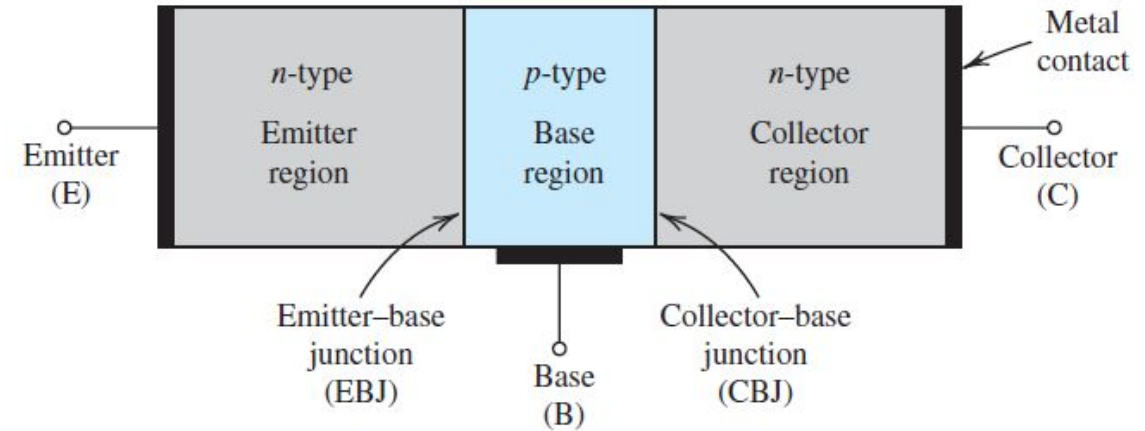 n-type
Emitter
region
p-type
Base
region
n-type
Collector
region
Metal
contact
Emitter
(E)
Collector
(C)
Emitter–base
junction
(EBJ)
Base
(B)
Collector–base
junction
(CBJ)